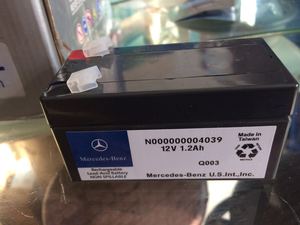 N000000004039
12V 1.2Ah
Made in
Taiwan
Mercedes-Benz
Q003
Rechargeable
Lead-Acid Battery
NON SPILLABLE
Mercedes-Benz U.S.Int.,Inc.